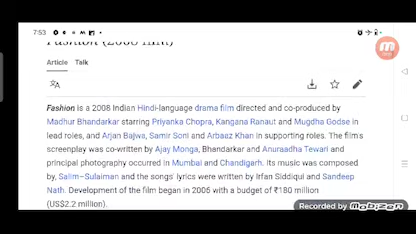 7:53
Fashion (2008 film)
Article Talk
Fashion is a 2008 Indian Hindi-language drama film directed and co-produced by
Madhur Bhandarkar starring Priyanka Chopra, Kangana Ranaut and Mugdha Godse in
lead roles, and Arjan Bajwa, Samir Soni and Arbaaz Khan in supporting roles. The film's
screenplay was co-written by Ajay Monga, Bhandarkar and Anuraadha Tewari and
principal photography occurred in Mumbai and Chandigarh. Its music was composed
by, Salim–Sulaiman and the songs' lyrics were written by Irfan Siddiqui and Sandeep
Nath. Development of the film began in 2006 with a budget of ₹180 million
(US$2.2 million).
Recorded by Mobizen